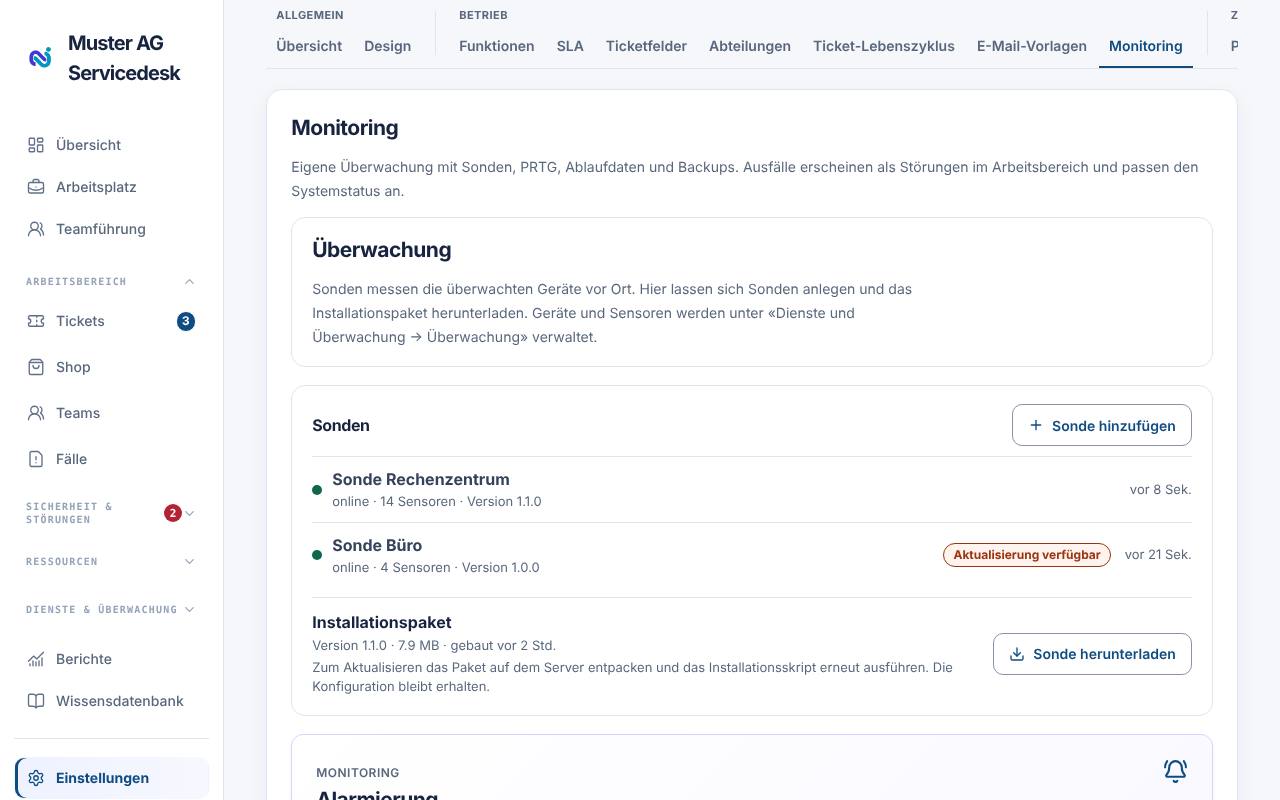 Muster AG
Servicedesk
Übersicht
Arbeitsplatz
Teamführung
ARBEITSBEREICH
Tickets 3
Shop
Teams
Fälle
SICHERHEIT &
STÖRUNGEN 2
RESSOURCEN
DIENSTE & ÜBERWACHUNG
Berichte
Wissensdatenbank
Einstellungen
ALLGEMEIN
Übersicht Design
BETRIEB
Funktionen SLA Ticketfelder Abteilungen Ticket-Lebenszyklus E-Mail-Vorlagen Monitoring
Monitoring
Eigene Überwachung mit Sonden, PRTG, Ablaufdaten und Backups. Ausfälle erscheinen als Störungen im Arbeitsbereich und passen den
Systemstatus an.
Überwachung
Sonden messen die überwachten Geräte vor Ort. Hier lassen sich Sonden anlegen und das
Installationspaket herunterladen. Geräte und Sensoren werden unter «Dienste und
Überwachung → Überwachung» verwaltet.
Sonden
Sonde hinzufügen
Sonde Rechenzentrum
online · 14 Sensoren · Version 1.1.0
vor 8 Sek.
Sonde Büro
online · 4 Sensoren · Version 1.0.0
Aktualisierung verfügbar
vor 21 Sek.
Installationspaket
Version 1.1.0 · 7.9 MB · gebaut vor 2 Std.
Zum Aktualisieren das Paket auf dem Server entpacken und das Installationsskript erneut ausführen. Die
Konfiguration bleibt erhalten.
Sonde herunterladen
MONITORING
Alarmierung